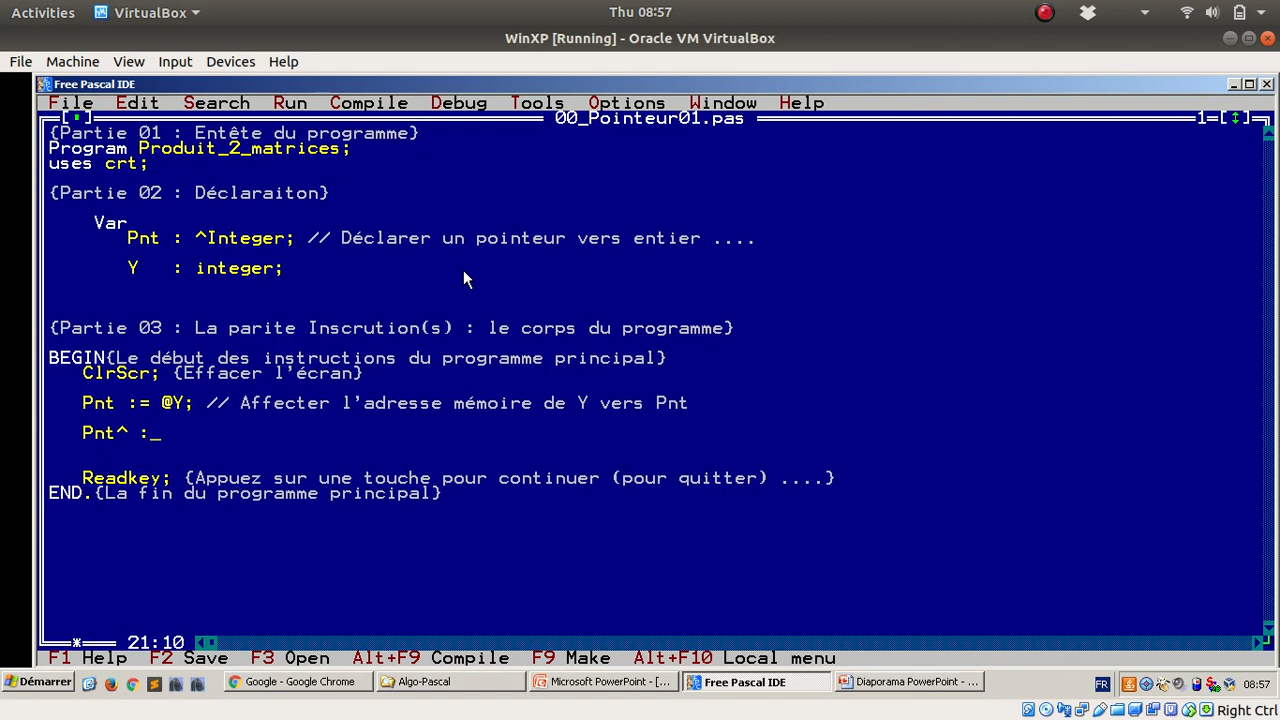 Activities VirtualBox Thu 08:57
WinXP [Running] - Oracle VM VirtualBox
File Machine View Input Devices Help
Free Pascal IDE
File Edit Search Run Compile Debug Tools Options Window Help
00_Pointeur01.pas 1
{Partie 01 : Entête du programme}
Program Produit_2_matrices;
uses crt;
{Partie 02 : Déclaraiton}
Var
Pnt : ^Integer; // Déclarer un pointeur vers entier ....
Y : integer;
{Partie 03 : La parite Inscrution(s) : le corps du programme}
BEGIN{Le début des instructions du programme principal}
ClrScr; {Effacer l'écran}
Pnt := @Y; // Affecter l'adresse mémoire de Y vers Pnt
Pnt^ :_
Readkey; {Appuez sur une touche pour continuer (pour quitter) ....}
END.{La fin du programme principal}
* 21:10
F1 Help F2 Save F3 Open Alt+F9 Compile F9 Make Alt+F10 Local menu
Démarrer Google - Google Chrome Algo-Pascal Microsoft PowerPoint - [... Free Pascal IDE Diaporama PowerPoint - ... FR 08:57
Right Ctrl